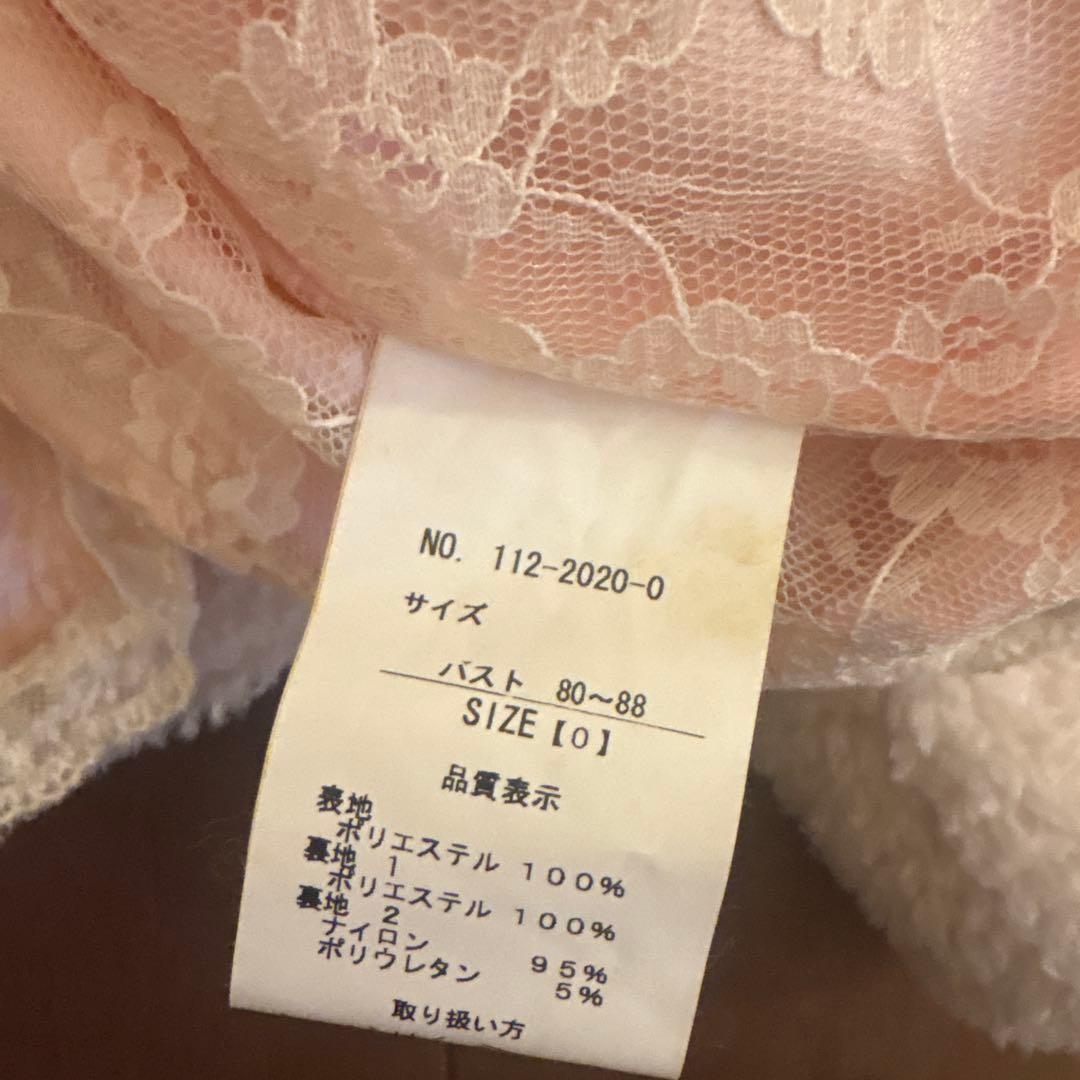 NO. 112-2020-0
サイズ
バスト 80~88
SIZE【0】
品質表示
表地
ポリエステル 100%
裏地 1
ポリエステル 100%
裏地 2
ナイロン 95%
ポリウレタン 5%
取り扱い方